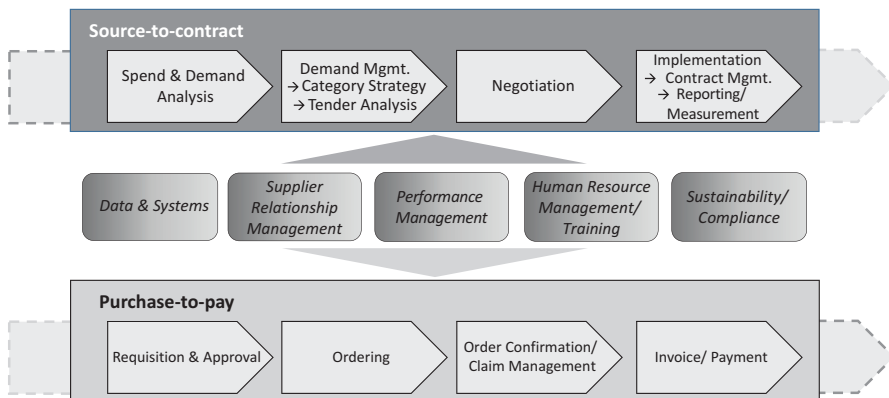 Source-to-contract
Spend & Demand
Analysis
Demand Mgmt.
→ Category Strategy
→ Tender Analysis
Negotiation
Implementation
→ Contract Mgmt.
→ Reporting/
Measurement
Data & Systems
Supplier
Relationship
Management
Performance
Management
Human Resource
Management/
Training
Sustainability/
Compliance
Purchase-to-pay
Requisition & Approval
Ordering
Order Confirmation/
Claim Management
Invoice/ Payment